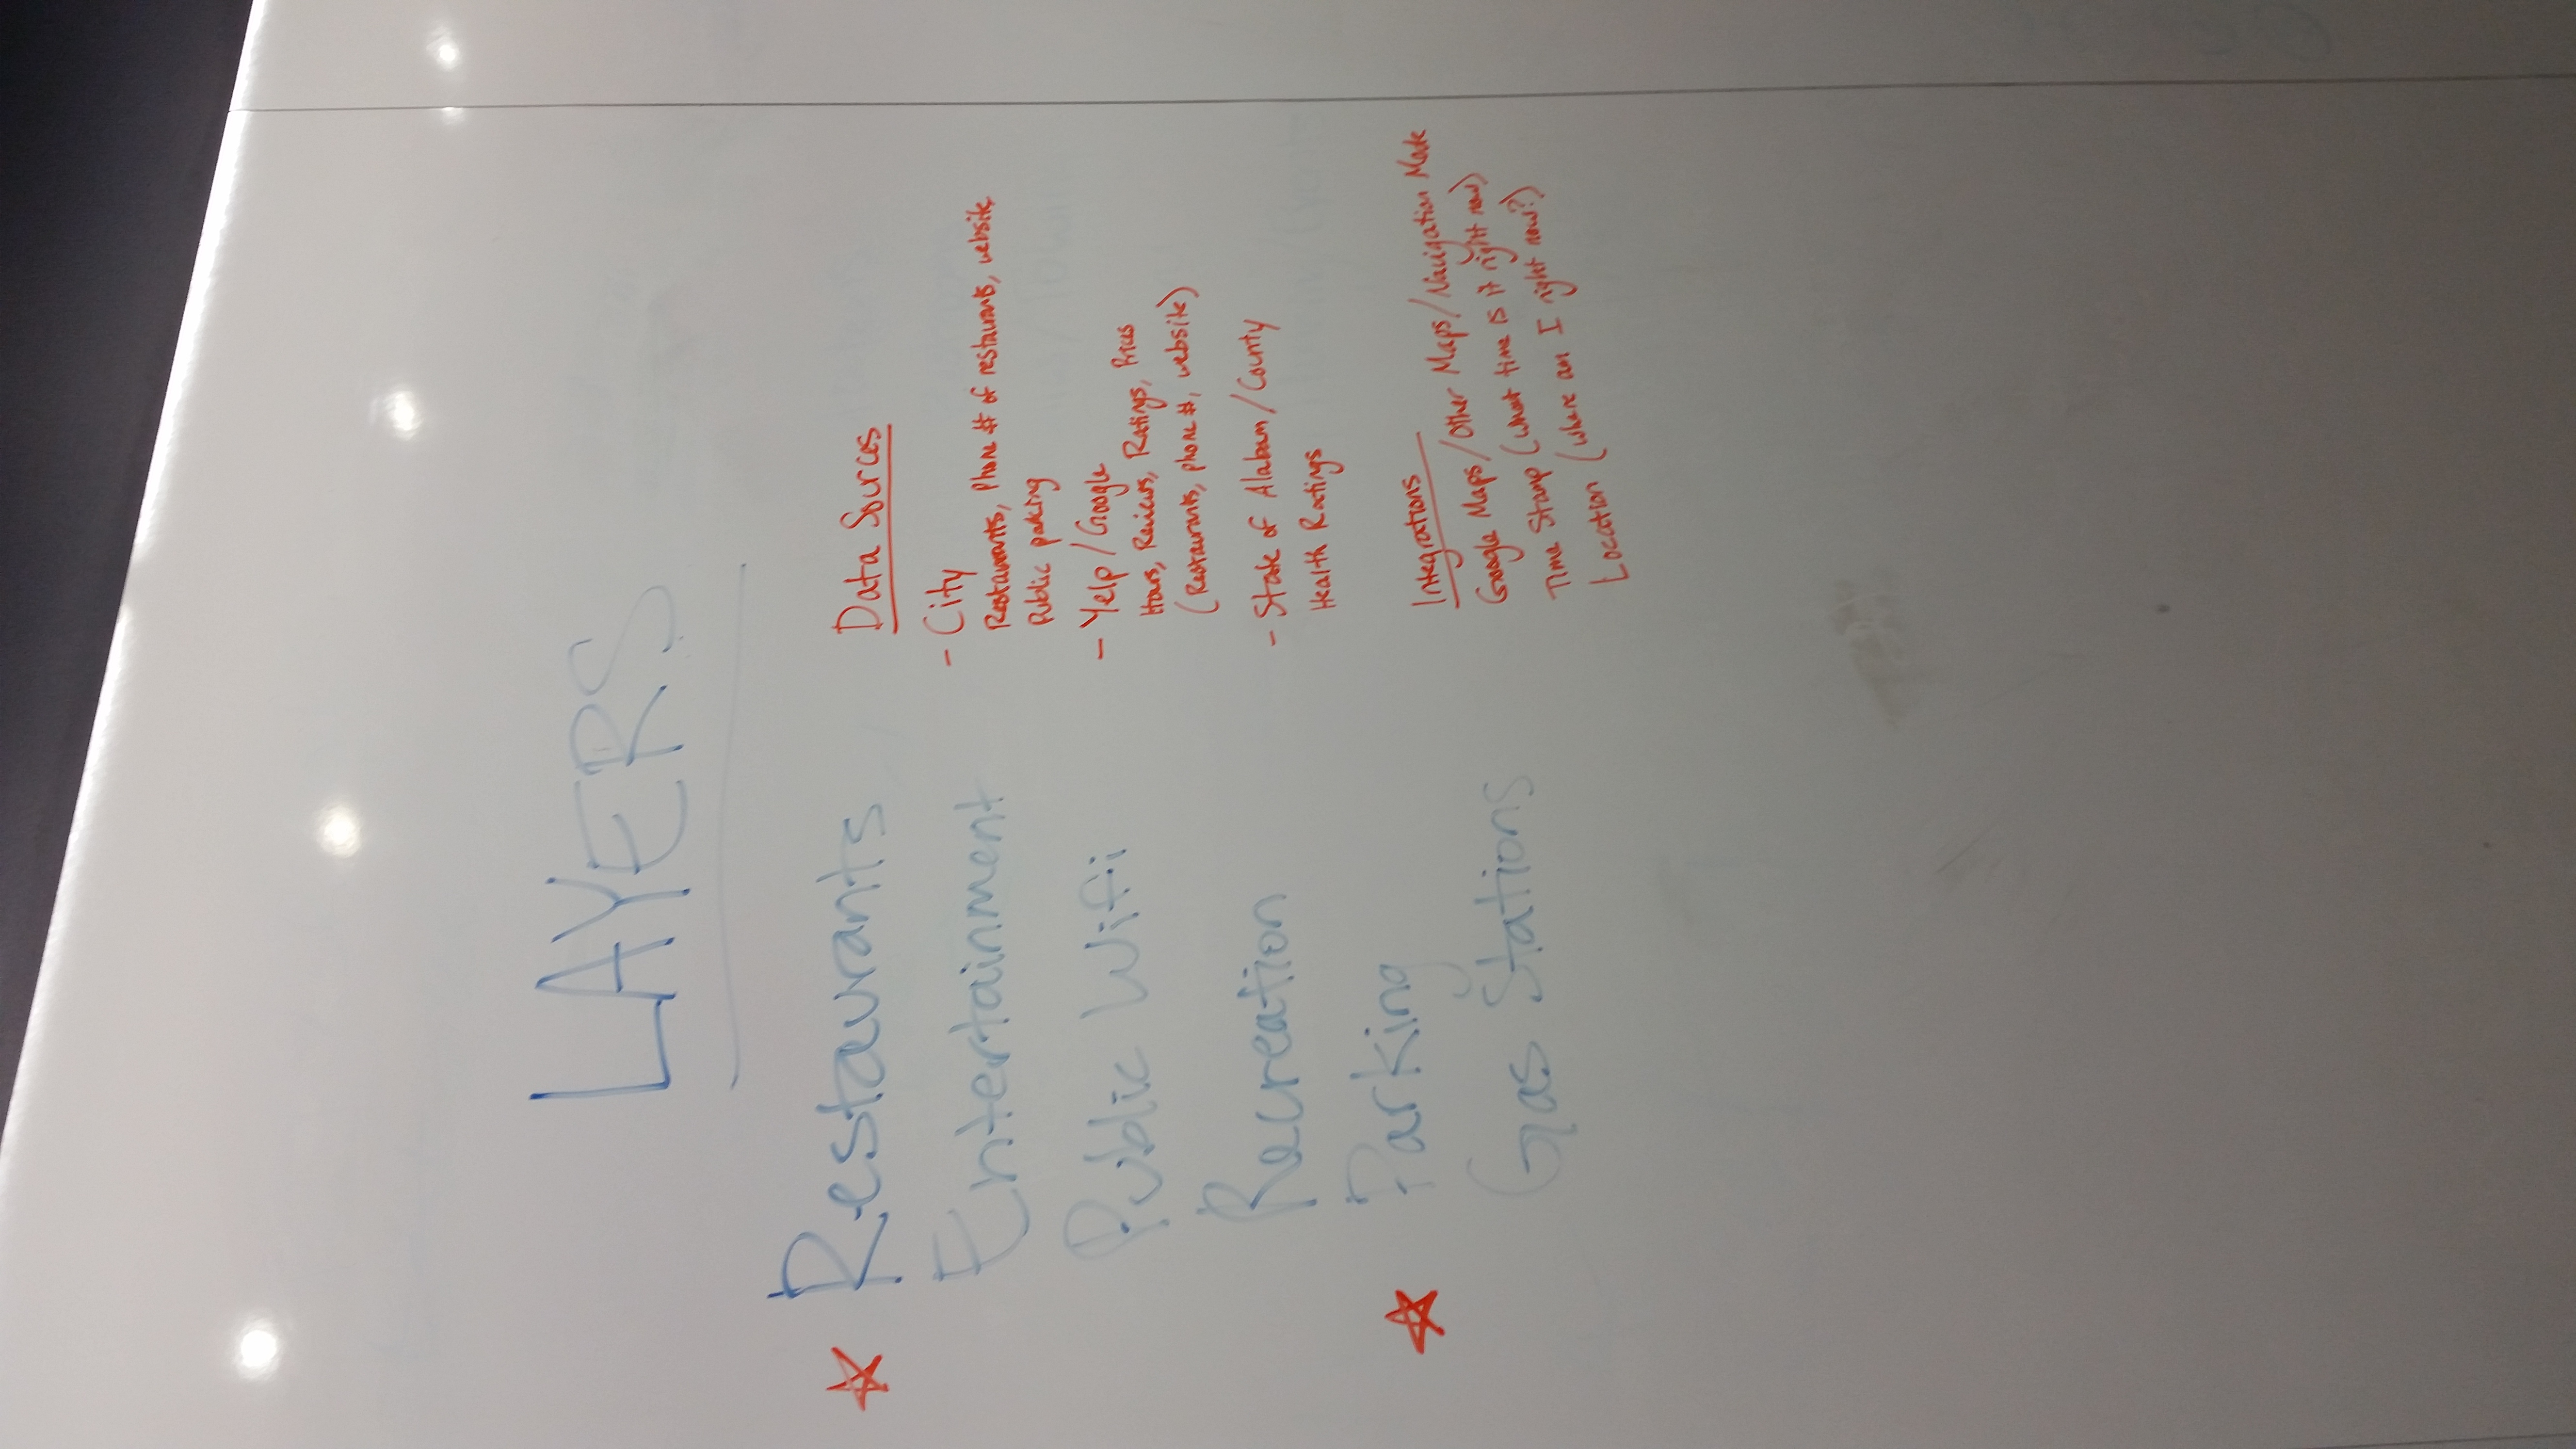 LAYERS
Restaurants
Entertainment
Public Wifi
Recreation
Parking
Gas Stations
Data Sources
- City
Restaurants, Phone # of restaurants, website
Public parking
- Yelp / Google
Hours, Reviews, Ratings, Prices
(Restaurants, phone #, website)
- State of Alabam / County
Health Ratings
Integrations
Google Maps / Other Maps / Navigation Mode
Time Stamp (what time is it right now)
Location (where am I right now?)